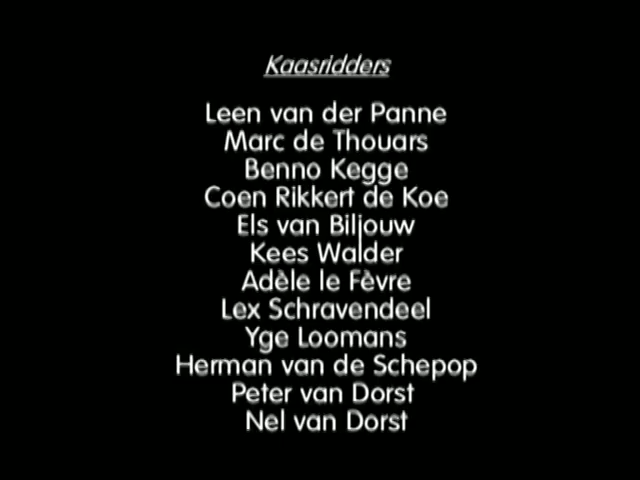 Kaasridders
Leen van der Panne
Marc de Thouars
Benno Kegge
Coen Rikkert de Koe
Els van Biljouw
Kees Walder
Adèle le Fèvre
Lex Schravendeel
Yge Loomans
Herman van de Schepop
Peter van Dorst
Nel van Dorst